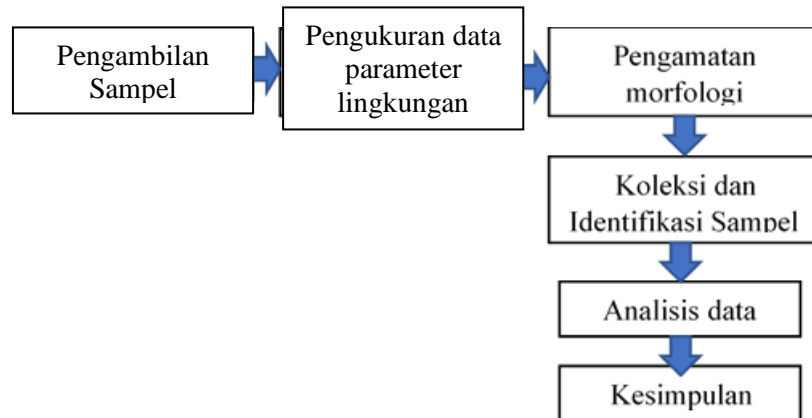 Pengambilan
Sampel
Pengukuran data
parameter
lingkungan
Pengamatan
morfologi
Koleksi dan
Identifikasi Sampel
Analisis data
Kesimpulan